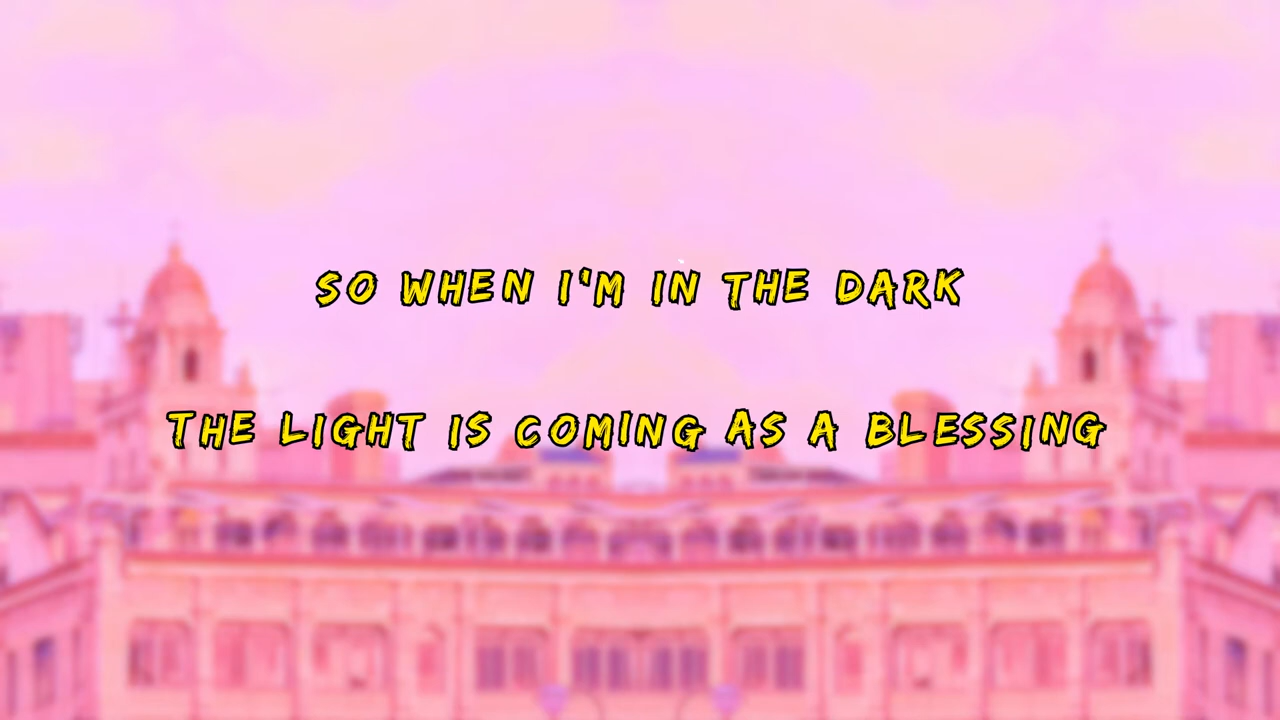 SO WHEN I'M IN THE DARK
THE LIGHT IS COMING AS A BLESSING